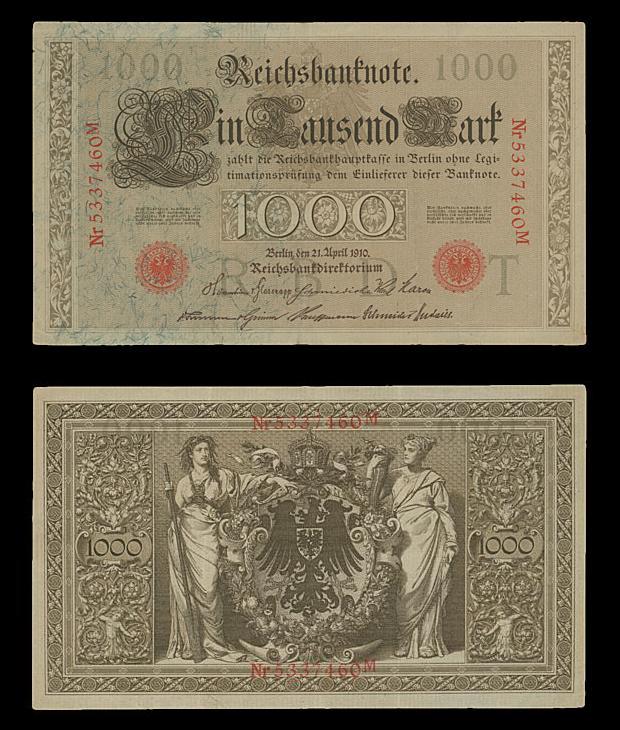 1000 Reichsbanknote. 1000
Ein Tausend Mark
zahlt die Reichsbankhauptkasse in Berlin ohne Legi-
timationsprüfung dem Einlieferer dieser Banknote.
Nr 5337460M
Nr 5337460M
1000
Berlin, den 21. April 1910.
Reichsbankdirektorium
R B D T
Nr 5337460M
1000
1000
Nr 5337460M